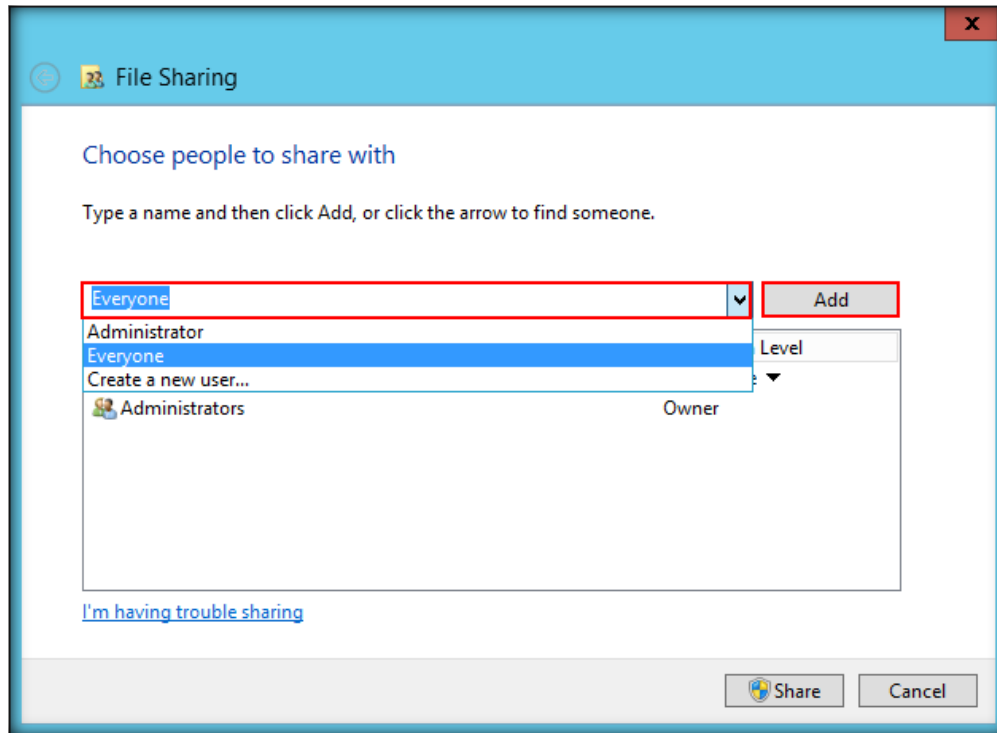 x
File Sharing
Choose people to share with
Type a name and then click Add, or click the arrow to find someone.
Everyone Add
Administrator
Everyone Level
Create a new user...
Administrators Owner
I'm having trouble sharing
Share Cancel